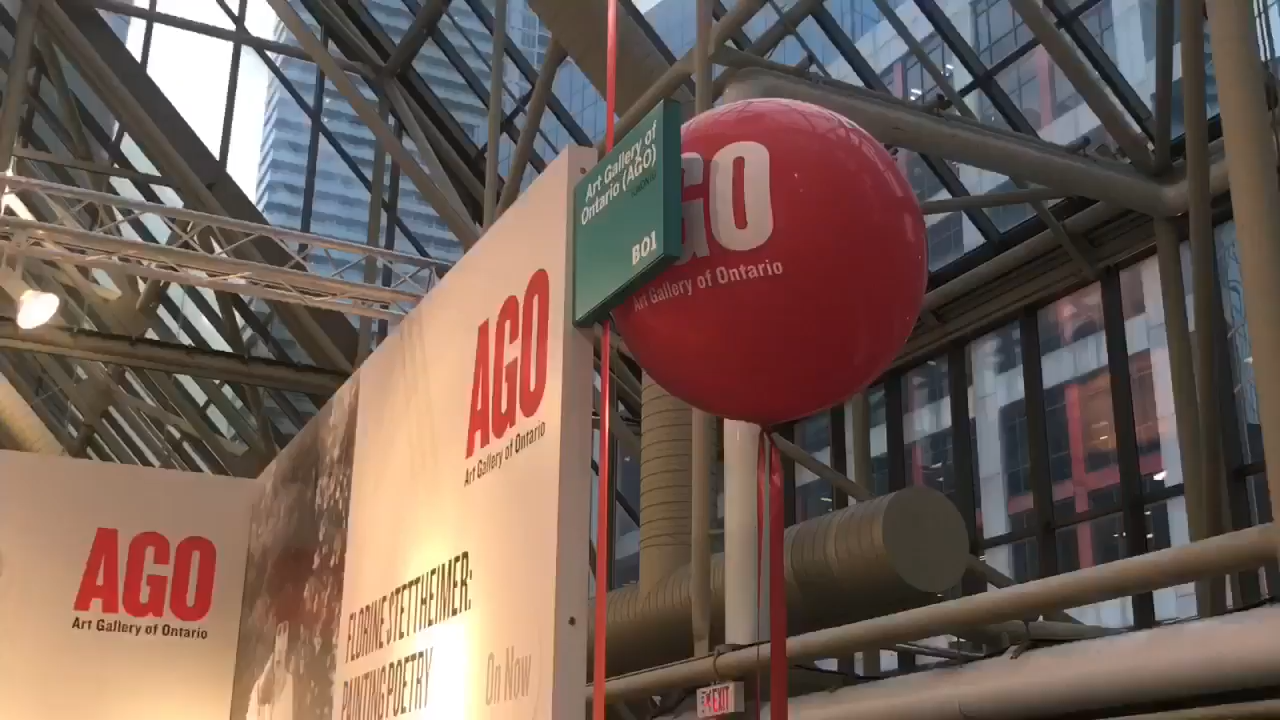 Art Gallery of
Ontario (AGO)
B01
AGO
Art Gallery of Ontario
AGO
Art Gallery of Ontario
AGO
Art Gallery of Ontario
FLORINE STETTHEIMER:
PAINTING POETRY
On Now
EXIT